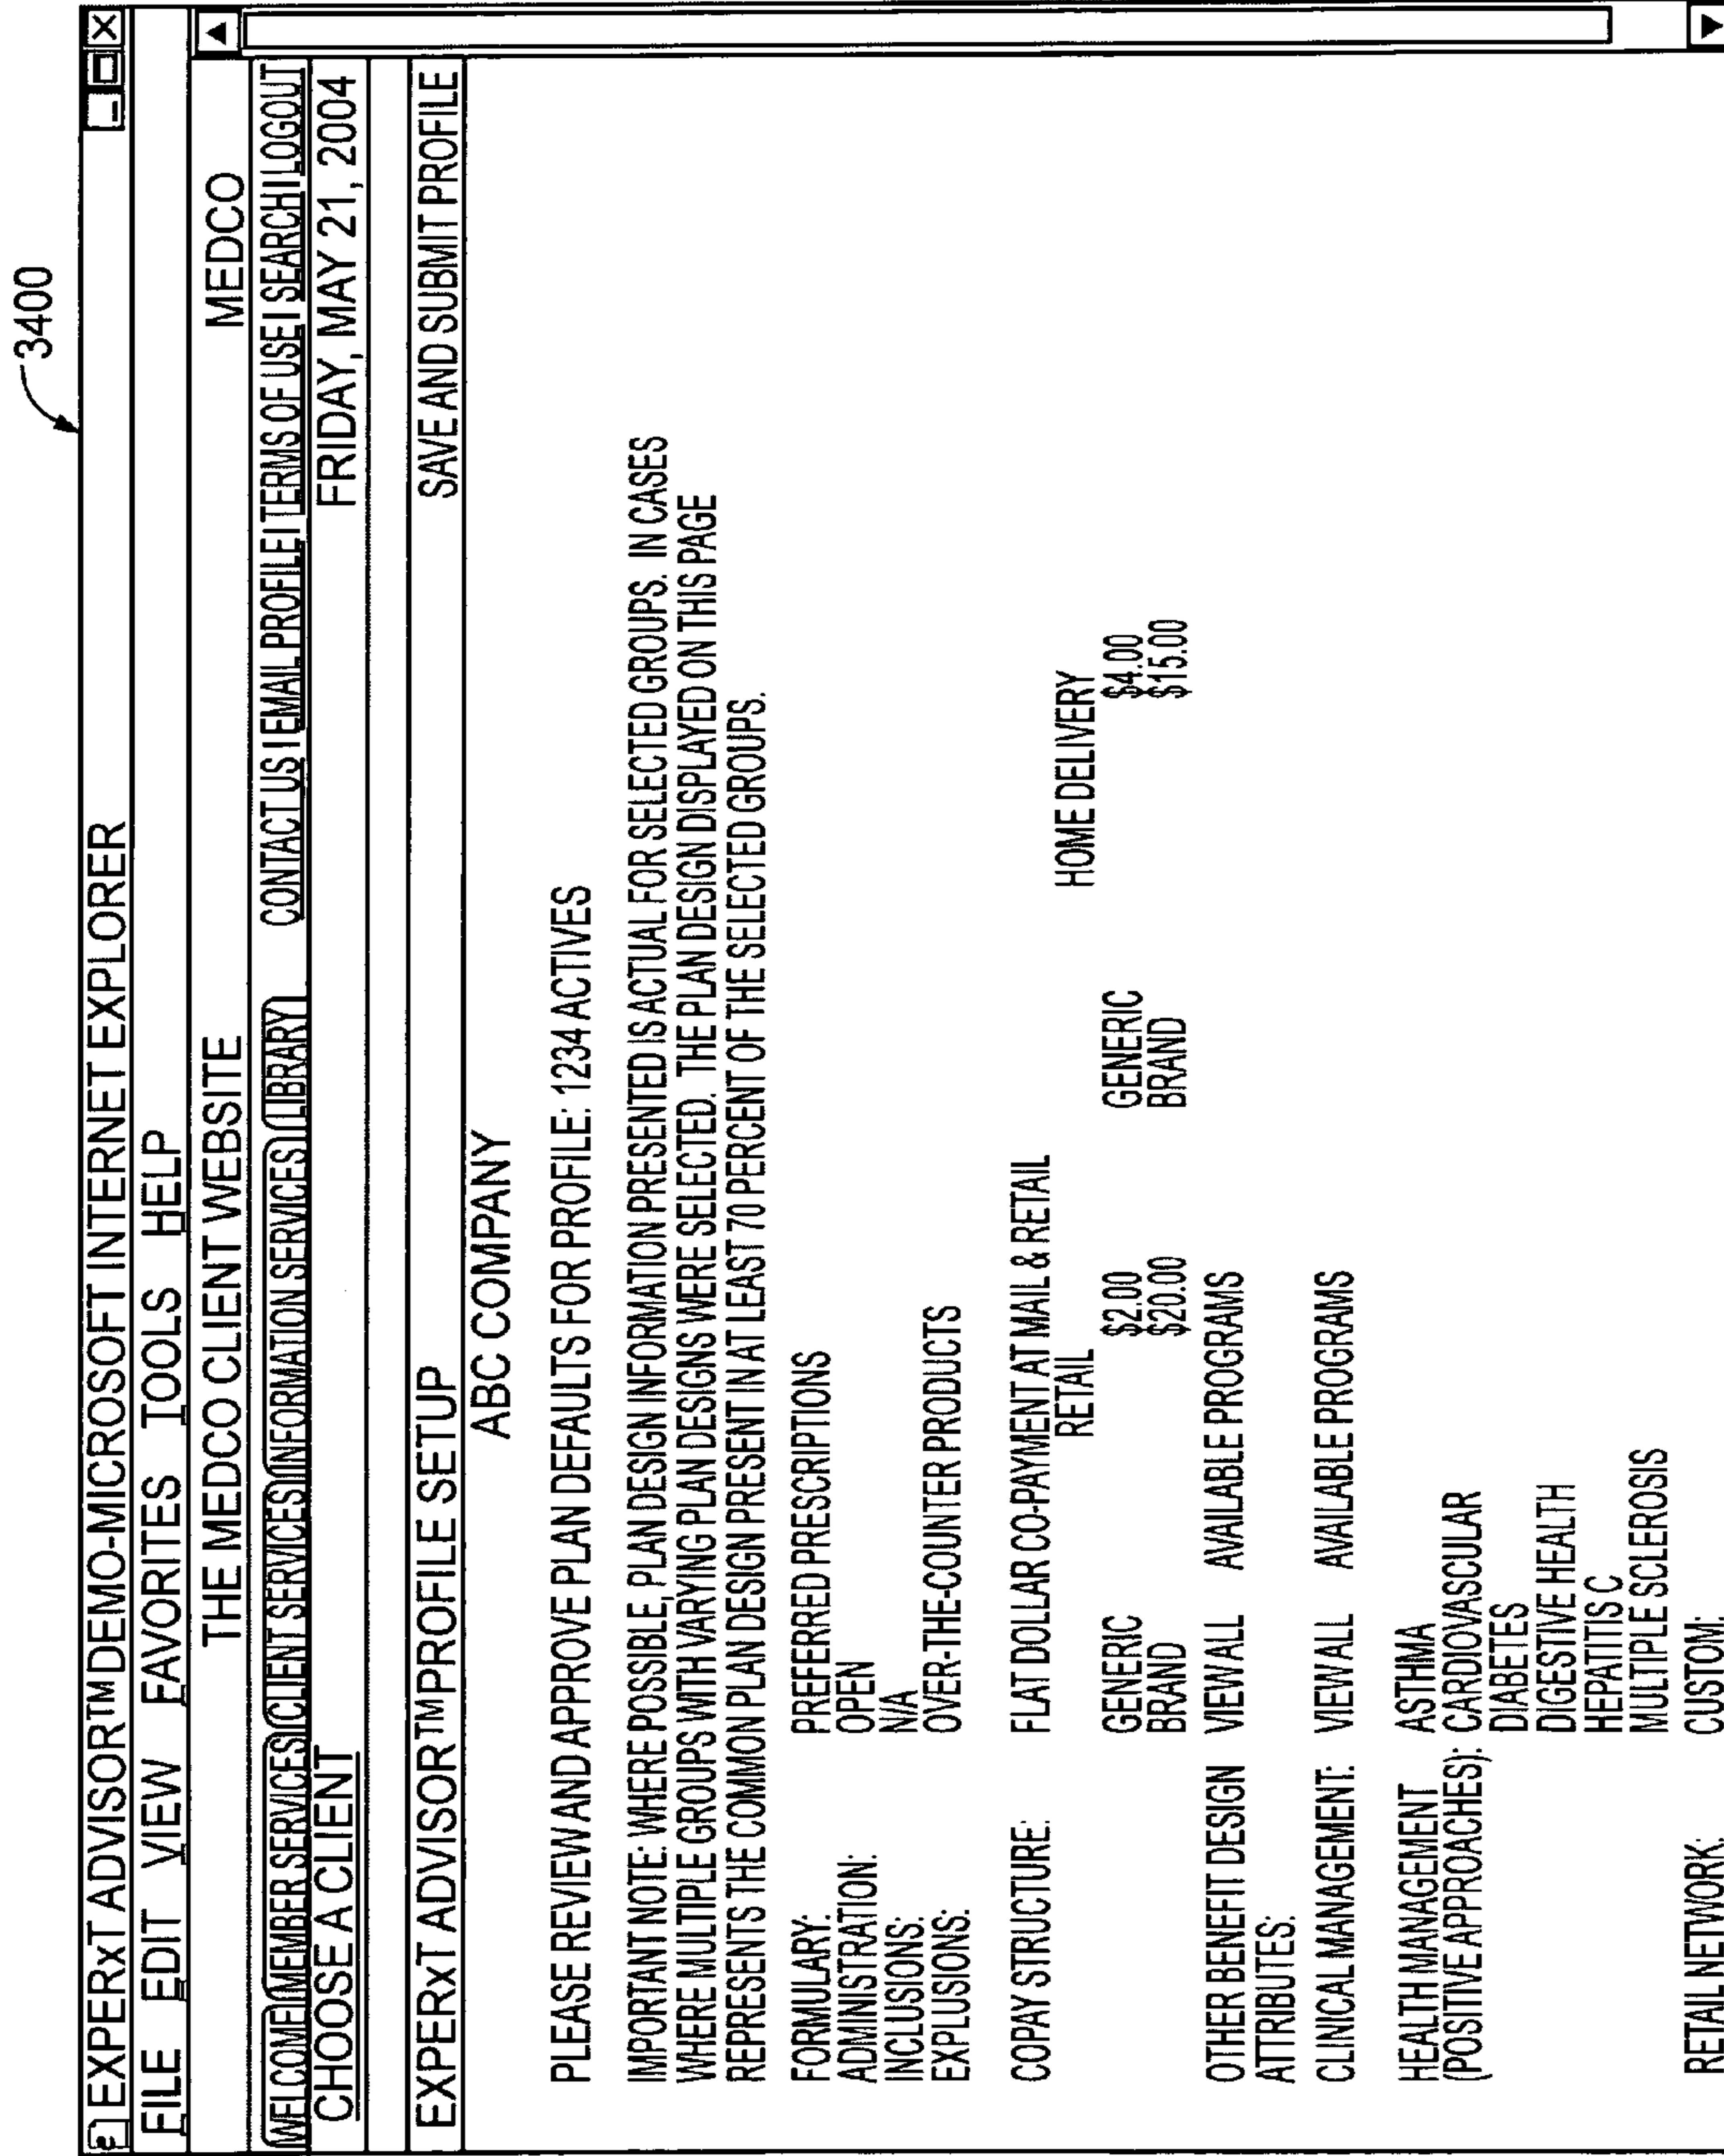 3400
EXPERxT ADVISOR™ DEMO-MICROSOFT INTERNET EXPLORER
FILE EDIT VIEW FAVORITES TOOLS HELP
THE MEDCO CLIENT WEBSITE MEDCO
WELCOME MEMBER SERVICES CLIENT SERVICES INFORMATION SERVICES LIBRARY CONTACT US | EMAIL PROFILE | TERMS OF USE | SEARCH | LOGOUT
CHOOSE A CLIENT FRIDAY, MAY 21, 2004
EXPERxT ADVISOR™ PROFILE SETUP SAVE AND SUBMIT PROFILE
ABC COMPANY
PLEASE REVIEW AND APPROVE PLAN DEFAULTS FOR PROFILE: 1234 ACTIVES
IMPORTANT NOTE: WHERE POSSIBLE, PLAN DESIGN INFORMATION PRESENTED IS ACTUAL FOR SELECTED GROUPS. IN CASES
WHERE MULTIPLE GROUPS WITH VARYING PLAN DESIGNS WERE SELECTED. THE PLAN DESIGN DISPLAYED ON THIS PAGE
REPRESENTS THE COMMON PLAN DESIGN PRESENT IN AT LEAST 70 PERCENT OF THE SELECTED GROUPS.
FORMULARY: PREFERRED PRESCRIPTIONS
ADMINISTRATION: OPEN
INCLUSIONS: N/A
EXPLUSIONS: OVER-THE-COUNTER PRODUCTS
COPAY STRUCTURE: FLAT DOLLAR CO-PAYMENT AT MAIL & RETAIL
RETAIL HOME DELIVERY
GENERIC $2.00 GENERIC $4.00
BRAND $20.00 BRAND $15.00
OTHER BENEFIT DESIGN VIEW ALL AVAILABLE PROGRAMS
ATTRIBUTES:
CLINICAL MANAGEMENT: VIEW ALL AVAILABLE PROGRAMS
HEALTH MANAGEMENT ASTHMA
(POSITIVE APPROACHES): CARDIOVASCULAR
DIABETES
DIGESTIVE HEALTH
HEPATITIS C
MULTIPLE SCLEROSIS
RETAIL NETWORK: CUSTOM: